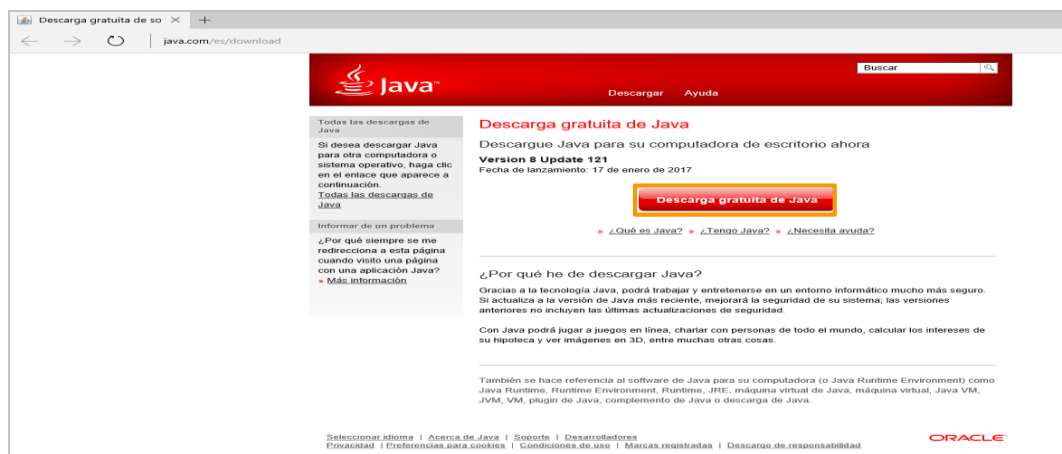 Descarga gratuita de so
java.com/es/download
Java™
Buscar
Descargar Ayuda
Todas las descargas de
Java
Si desea descargar Java
para otra computadora o
sistema operativo, haga clic
en el enlace que aparece a
continuación.
Todas las descargas de
Java
Informar de un problema
¿Por qué siempre se me
redirecciona a esta página
cuando visito una página
con una aplicación Java?
» Más información
Descarga gratuita de Java
Descargue Java para su computadora de escritorio ahora
Version 8 Update 121
Fecha de lanzamiento: 17 de enero de 2017
Descarga gratuita de Java
» ¿Qué es Java? » ¿Tengo Java? » ¿Necesita ayuda?
¿Por qué he de descargar Java?
Gracias a la tecnología Java, podrá trabajar y entretenerse en un entorno informático mucho más seguro.
Si actualiza a la versión de Java más reciente, mejorará la seguridad de su sistema; las versiones
anteriores no incluyen las últimas actualizaciones de seguridad.
Con Java podrá jugar a juegos en línea, charlar con personas de todo el mundo, calcular los intereses de
su hipoteca y ver imágenes en 3D, entre muchas otras cosas.
También se hace referencia al software de Java para su computadora (o Java Runtime Environment) como
Java Runtime, Runtime Environment, Runtime, JRE, máquina virtual de Java, máquina virtual, Java VM,
JVM, VM, plugin de Java, complemento de Java o descarga de Java.
Seleccionar idioma | Acerca de Java | Soporte | Desarrolladores
Privacidad | Preferencias para cookies | Condiciones de uso | Marcas registradas | Descargo de responsabilidad
ORACLE